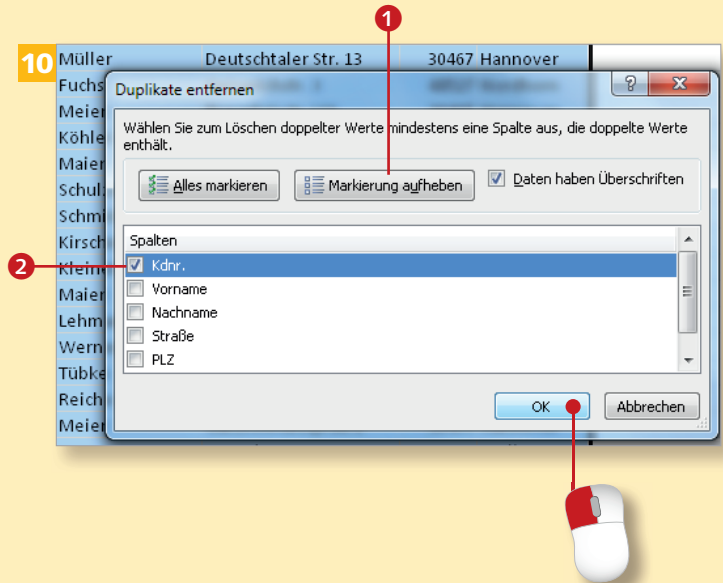 1
10
Müller Deutschtaler Str. 13 30467 Hannover
Fuchs
Duplikate entfernen
Meier
Wählen Sie zum Löschen doppelter Werte mindestens eine Spalte aus, die doppelte Werte
enthält.
Köhle
Maier
Alles markieren Markierung aufheben Daten haben Überschriften
Schul
Schmi
Kirsch
Spalten
2
Kleine
Kdnr.
Maier
Vorname
Lehm
Nachname
Wern
Straße
Tübke
PLZ
Reich
OK Abbrechen
Meier